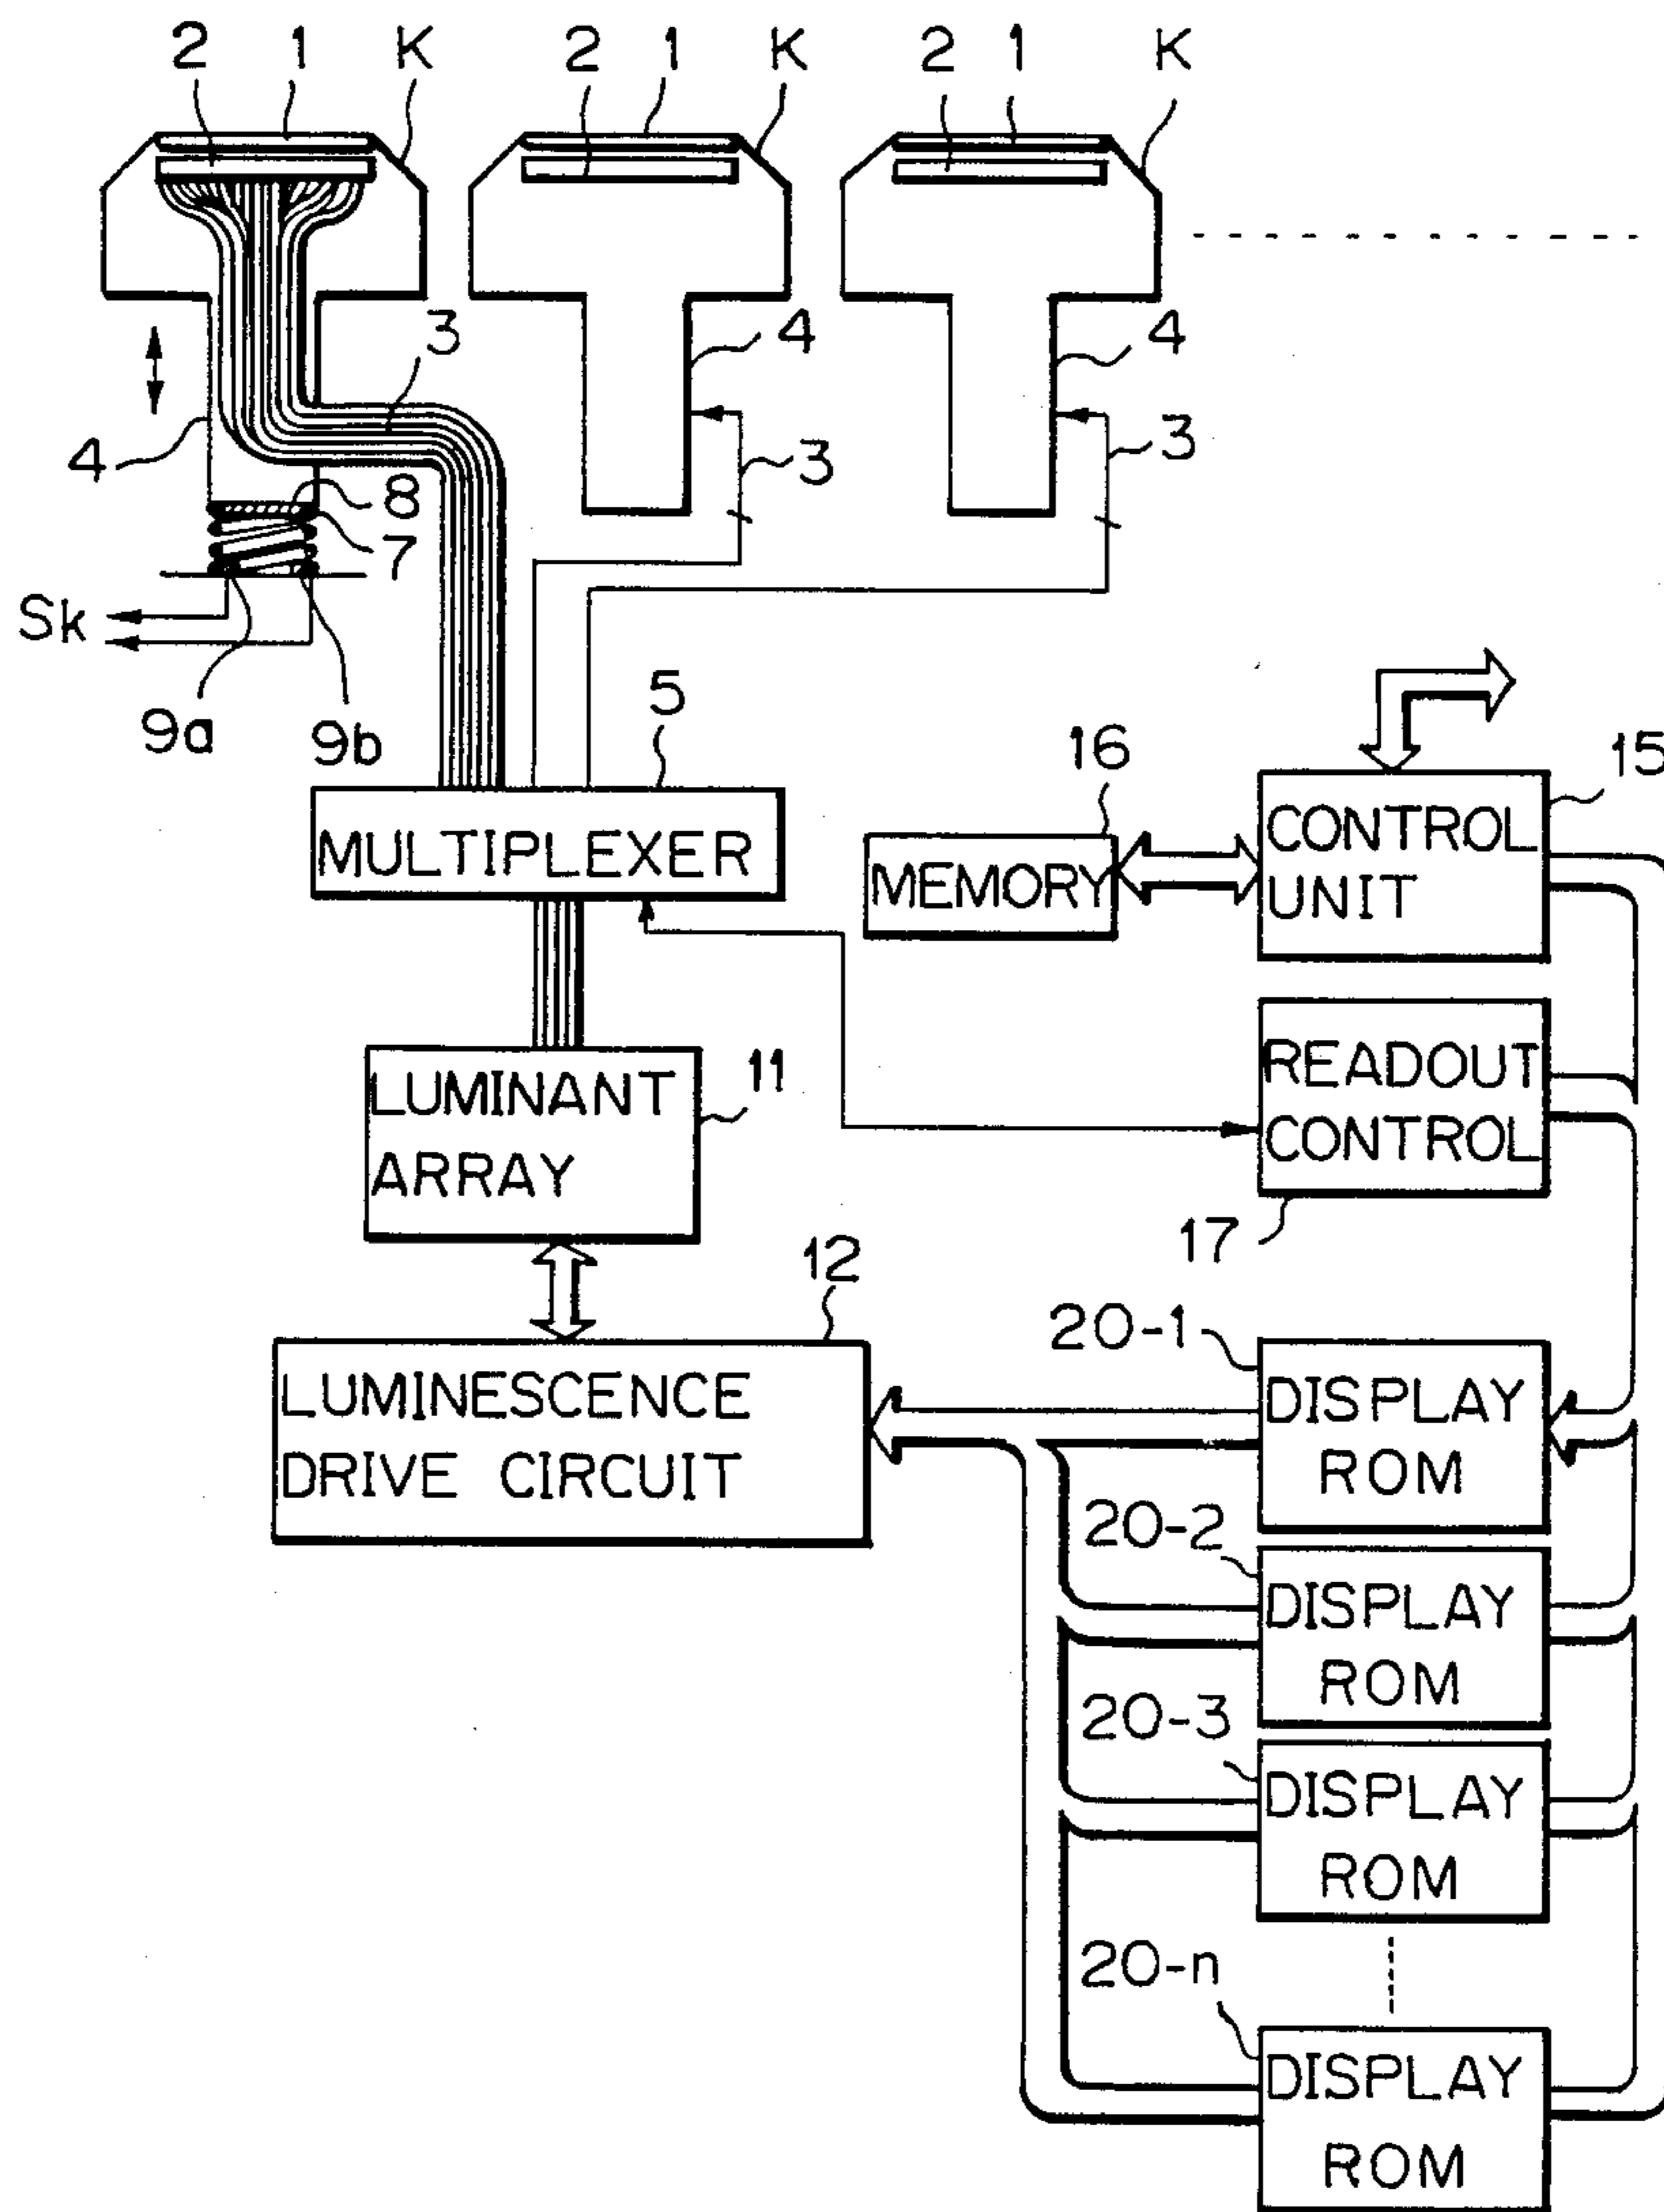 2 1 K 2 1 K 2 1 K
3 4 4
4 8 3 3
7
Sk
9a 9b 5
16 15
MULTIPLEXER
MEMORY
CONTROL
UNIT
LUMINANT
ARRAY
11
READOUT
CONTROL
17
12
LUMINESCENCE
DRIVE CIRCUIT
20-1
DISPLAY
ROM
20-2
DISPLAY
ROM
20-3
DISPLAY
ROM
20-n
DISPLAY
ROM